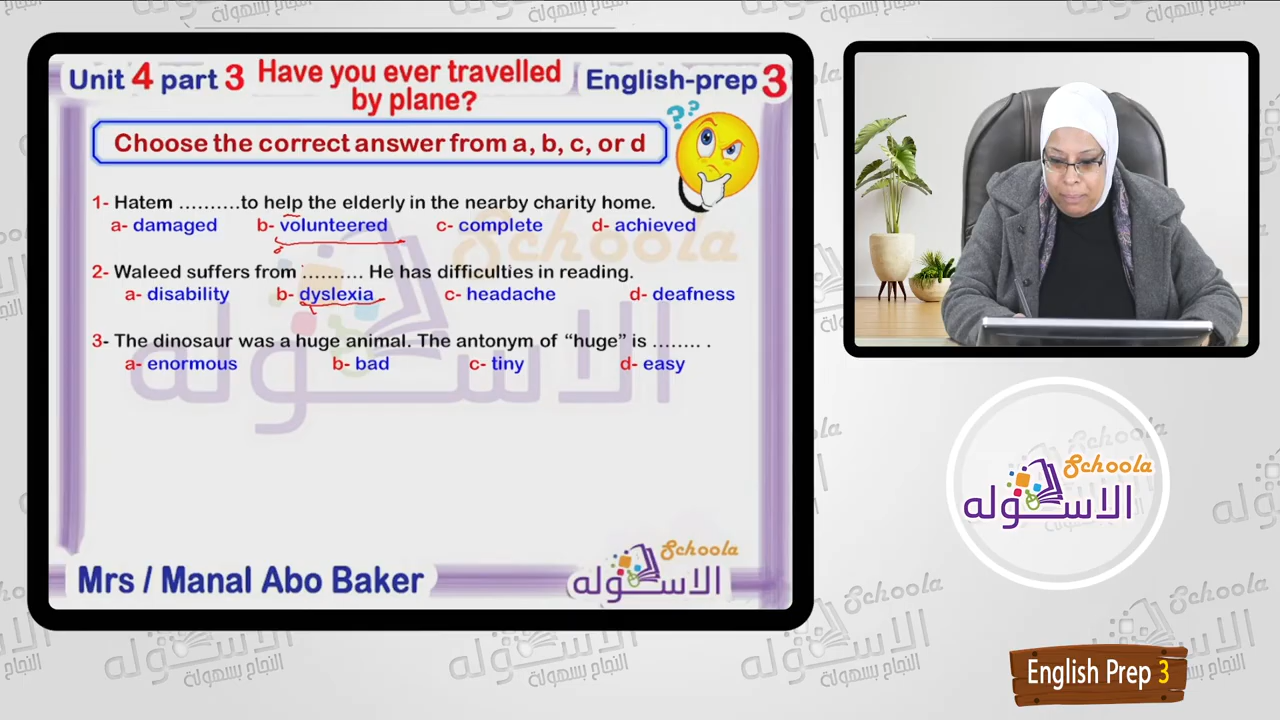 Unit 4 part 3
Have you ever travelled
by plane?
English-prep 3
Choose the correct answer from a, b, c, or d
1- Hatem ..........to help the elderly in the nearby charity home.
a- damaged b- volunteered c- complete d- achieved
2- Waleed suffers from .......... He has difficulties in reading.
a- disability b- dyslexia c- headache d- deafness
3- The dinosaur was a huge animal. The antonym of “huge” is ........ .
a- enormous b- bad c- tiny d- easy
Mrs / Manal Abo Baker
Schoola
الاسكوله
Schoola
الاسكوله
English Prep 3